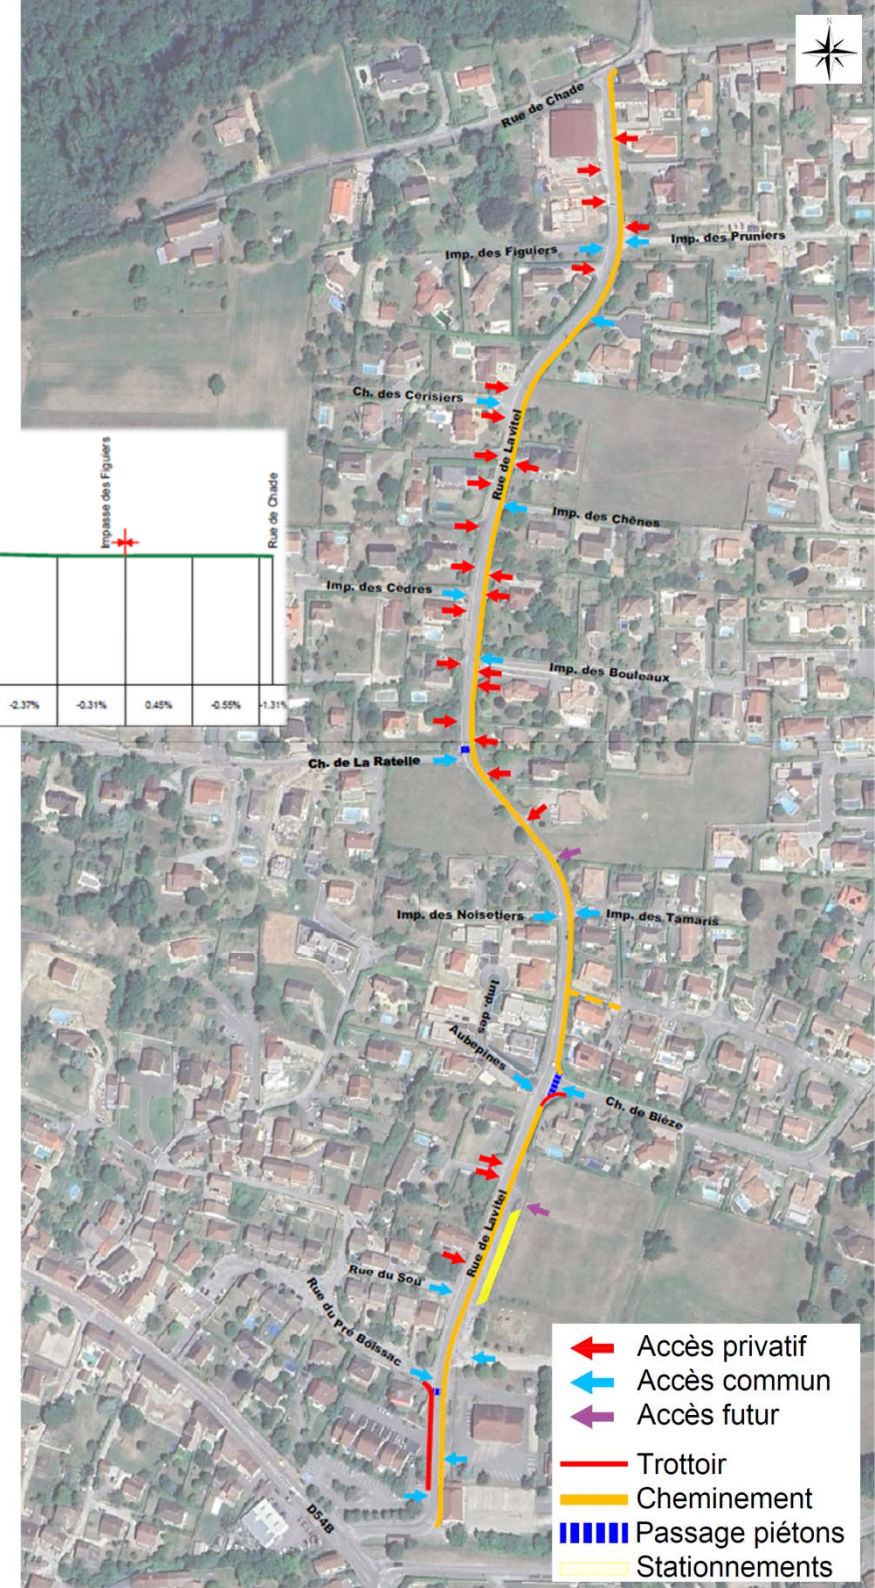 N
Rue de Chade
Imp. des Pruniers
Imp. des Figuiers
Ch. des Cerisiers
Rue de Lavitel
Impasse des Figuiers
Rue de Chade
Imp. des Chênes
Imp. des Cèdres
Imp. des Bouleaux
-2.37% -0.31% 0.45% -0.55% -1.31%
Ch. de La Ratelle
Imp. des Noisetiers
Imp. des Tamaris
Imp. des
Aubepines
Ch. de Bièze
Rue de Lavitel
Rue du Sou
Rue du Pré Boissac
D54B
Accès privatif
Accès commun
Accès futur
Trottoir
Cheminement
Passage piétons
Stationnements